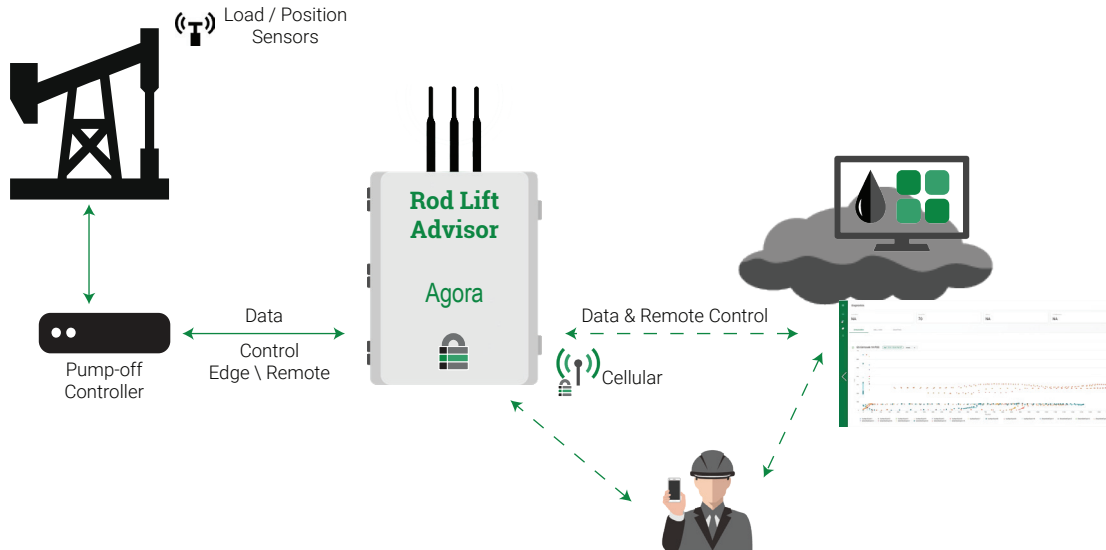 Load / Position
Sensors
Rod Lift
Advisor
Agora
Data
Control
Edge \ Remote
Pump-off
Controller
Data & Remote Control
Cellular